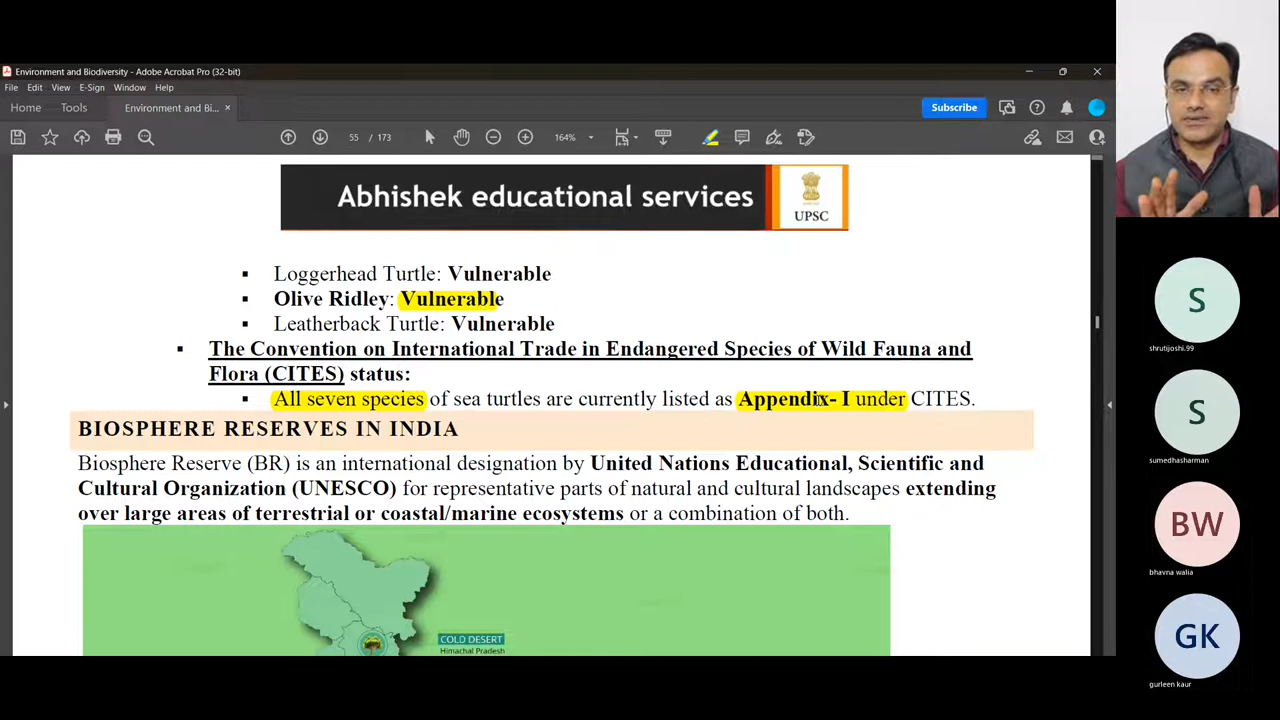 Environment and Biodiversity - Adobe Acrobat Pro (32-bit)
File Edit View E-Sign Window Help
Home Tools Environment and Bi... × Subscribe
55 / 173 164%
Abhishek educational services
UPSC
▪ Loggerhead Turtle: Vulnerable
▪ Olive Ridley: Vulnerable
▪ Leatherback Turtle: Vulnerable
▪ The Convention on International Trade in Endangered Species of Wild Fauna and
Flora (CITES) status:
▪ All seven species of sea turtles are currently listed as Appendix- I under CITES.
BIOSPHERE RESERVES IN INDIA
Biosphere Reserve (BR) is an international designation by United Nations Educational, Scientific and
Cultural Organization (UNESCO) for representative parts of natural and cultural landscapes extending
over large areas of terrestrial or coastal/marine ecosystems or a combination of both.
COLD DESERT
Himachal Pradesh
S
shrutijoshi.99
S
sumedhasharman
BW
bhavna walia
GK
gurleen kaur